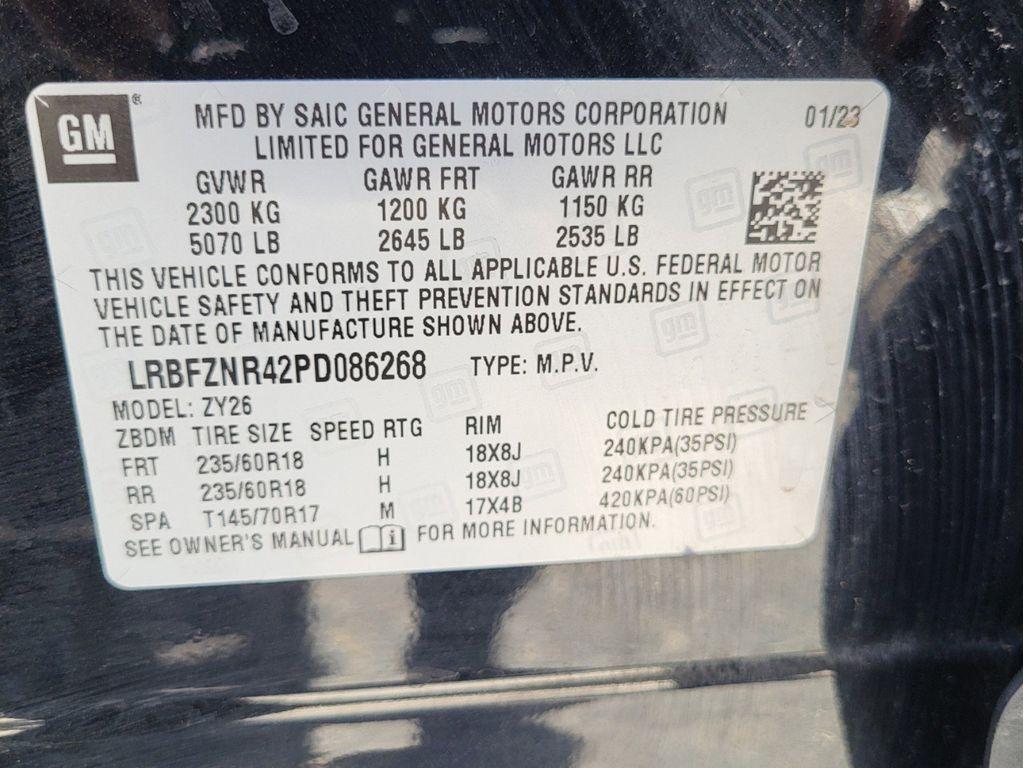 GM ®
MFD BY SAIC GENERAL MOTORS CORPORATION 01/23
LIMITED FOR GENERAL MOTORS LLC
GVWR GAWR FRT GAWR RR
2300 KG 1200 KG 1150 KG
5070 LB 2645 LB 2535 LB
THIS VEHICLE CONFORMS TO ALL APPLICABLE U.S. FEDERAL MOTOR
VEHICLE SAFETY AND THEFT PREVENTION STANDARDS IN EFFECT ON
THE DATE OF MANUFACTURE SHOWN ABOVE.
LRBFZNR42PD086268 TYPE: M.P.V.
MODEL: ZY26
ZBDM TIRE SIZE SPEED RTG RIM COLD TIRE PRESSURE
FRT 235/60R18 H 18X8J 240KPA(35PSI)
RR 235/60R18 H 18X8J 240KPA(35PSI)
SPA T145/70R17 M 17X4B 420KPA(60PSI)
SEE OWNER'S MANUAL i FOR MORE INFORMATION.